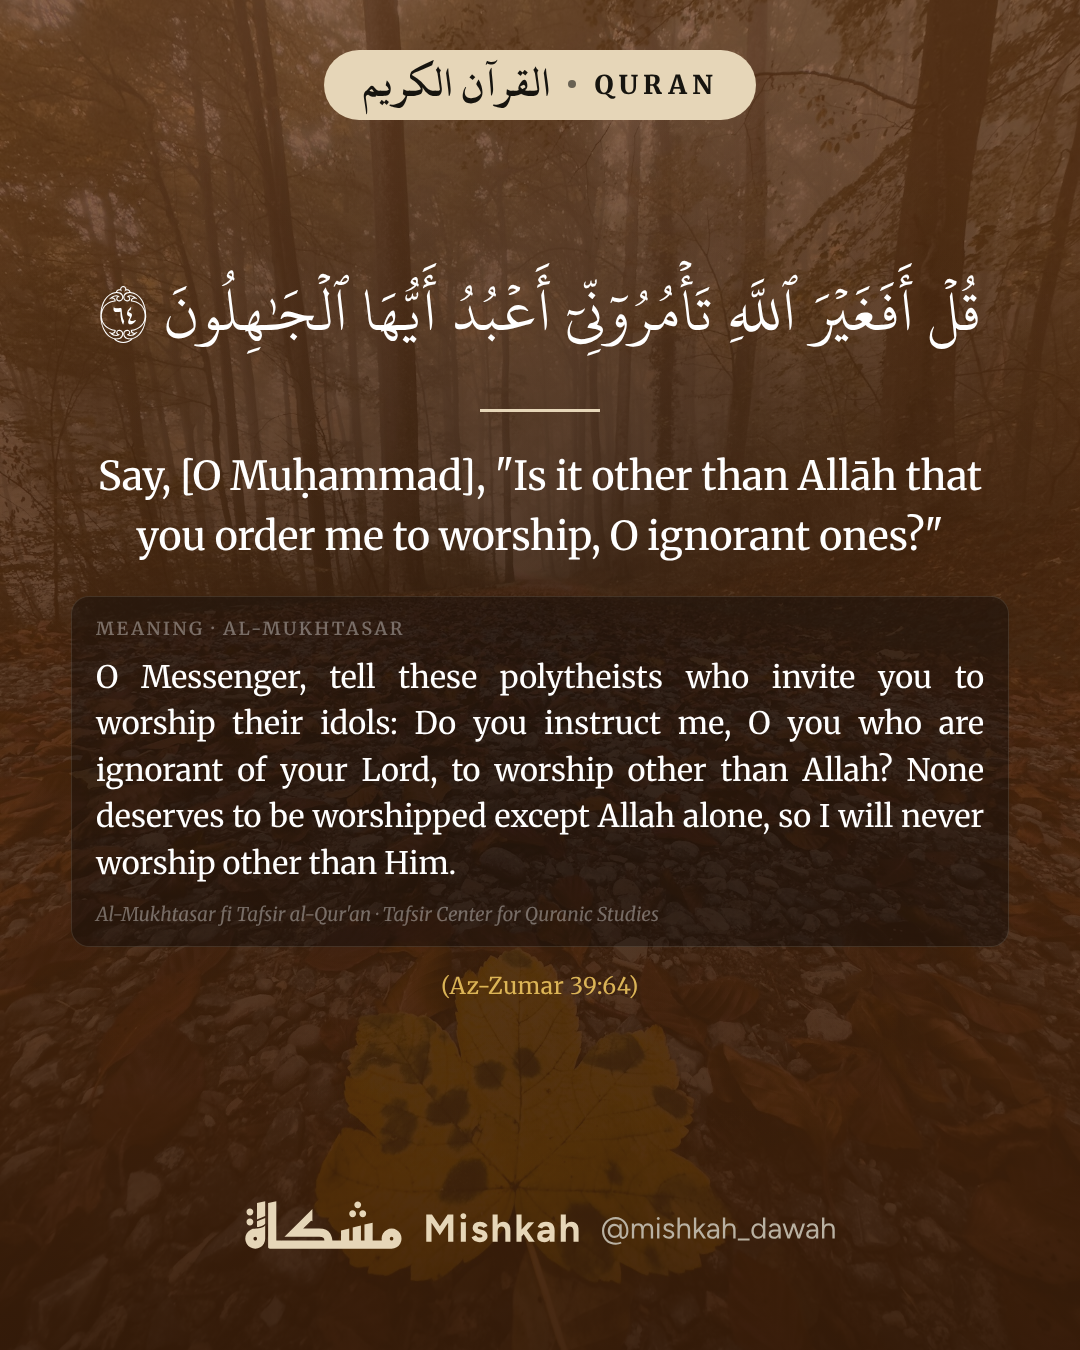 القرآن الكريم • QURAN
قُلْ أَفَغَيْرَ ٱللَّهِ تَأْمُرُوٓنِّىٓ أَعْبُدُ أَيُّهَا ٱلْجَـٰهِلُونَ ٦٤
Say, [O Muḥammad], "Is it other than Allāh that
you order me to worship, O ignorant ones?"
MEANING · AL-MUKHTASAR
O Messenger, tell these polytheists who invite you to
worship their idols: Do you instruct me, O you who are
ignorant of your Lord, to worship other than Allah? None
deserves to be worshipped except Allah alone, so I will never
worship other than Him.
Al-Mukhtasar fi Tafsir al-Qur'an · Tafsir Center for Quranic Studies
(Az-Zumar 39:64)
مشكاة Mishkah @mishkah_dawah